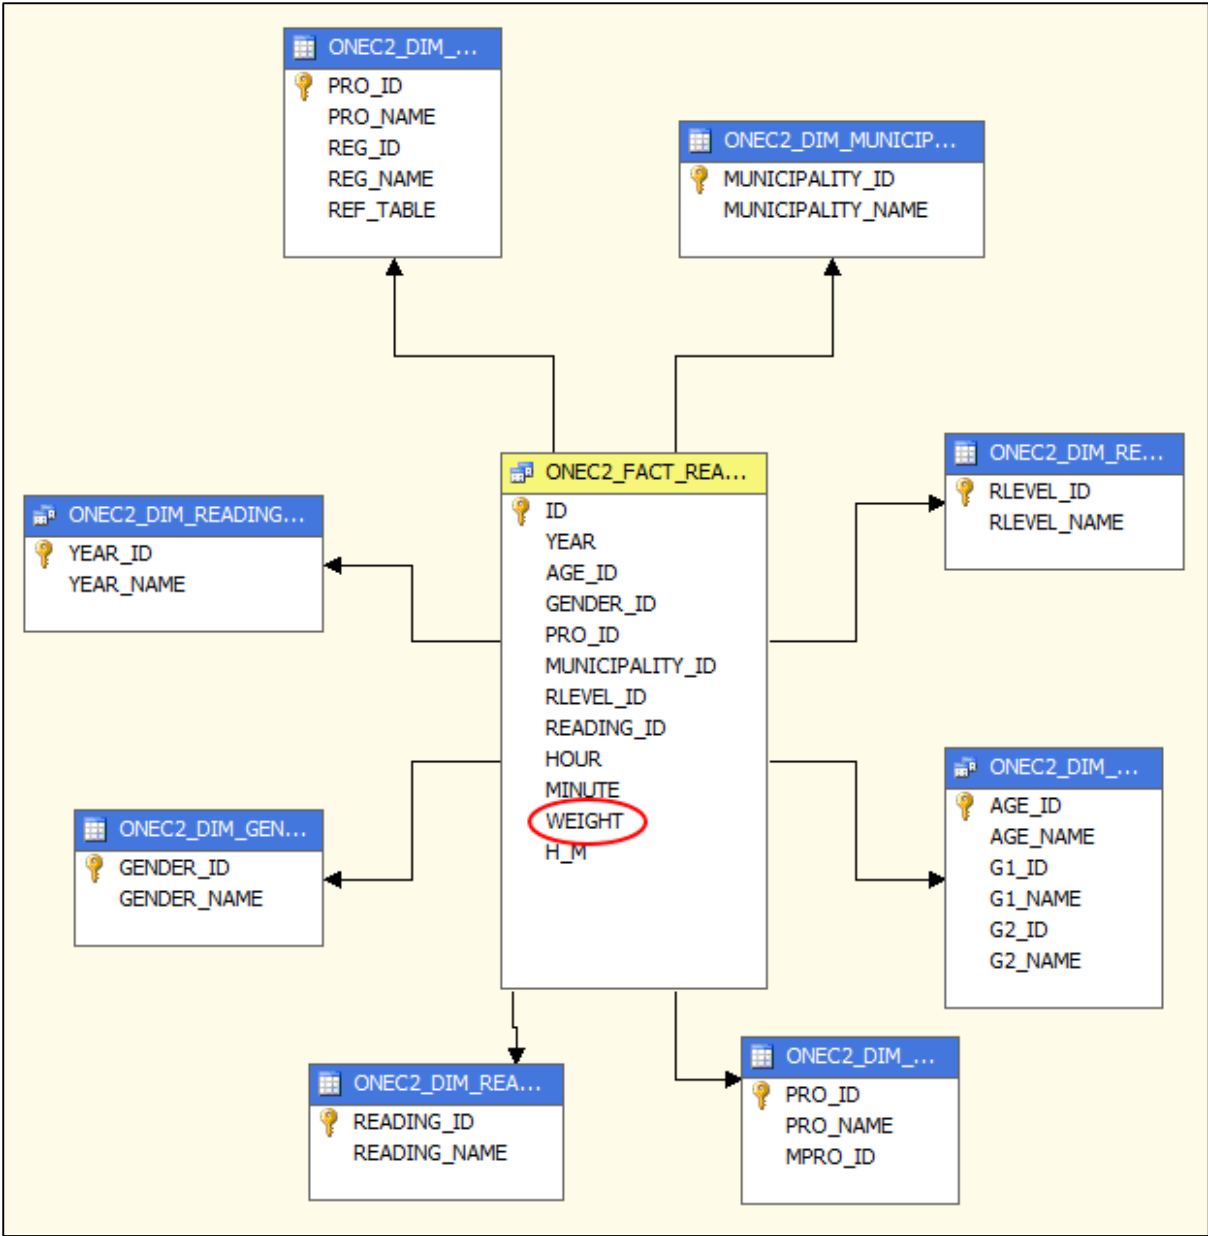 ONEC2_DIM_...
PRO_ID
PRO_NAME
REG_ID
REG_NAME
REF_TABLE
ONEC2_DIM_MUNICIP...
MUNICIPALITY_ID
MUNICIPALITY_NAME
ONEC2_DIM_RE...
RLEVEL_ID
RLEVEL_NAME
ONEC2_FACT_REA...
ID
YEAR
AGE_ID
GENDER_ID
PRO_ID
MUNICIPALITY_ID
RLEVEL_ID
READING_ID
HOUR
MINUTE
WEIGHT
H_M
ONEC2_DIM_READING...
YEAR_ID
YEAR_NAME
ONEC2_DIM_GEN...
GENDER_ID
GENDER_NAME
ONEC2_DIM_...
AGE_ID
AGE_NAME
G1_ID
G1_NAME
G2_ID
G2_NAME
ONEC2_DIM_REA...
READING_ID
READING_NAME
ONEC2_DIM_...
PRO_ID
PRO_NAME
MPRO_ID